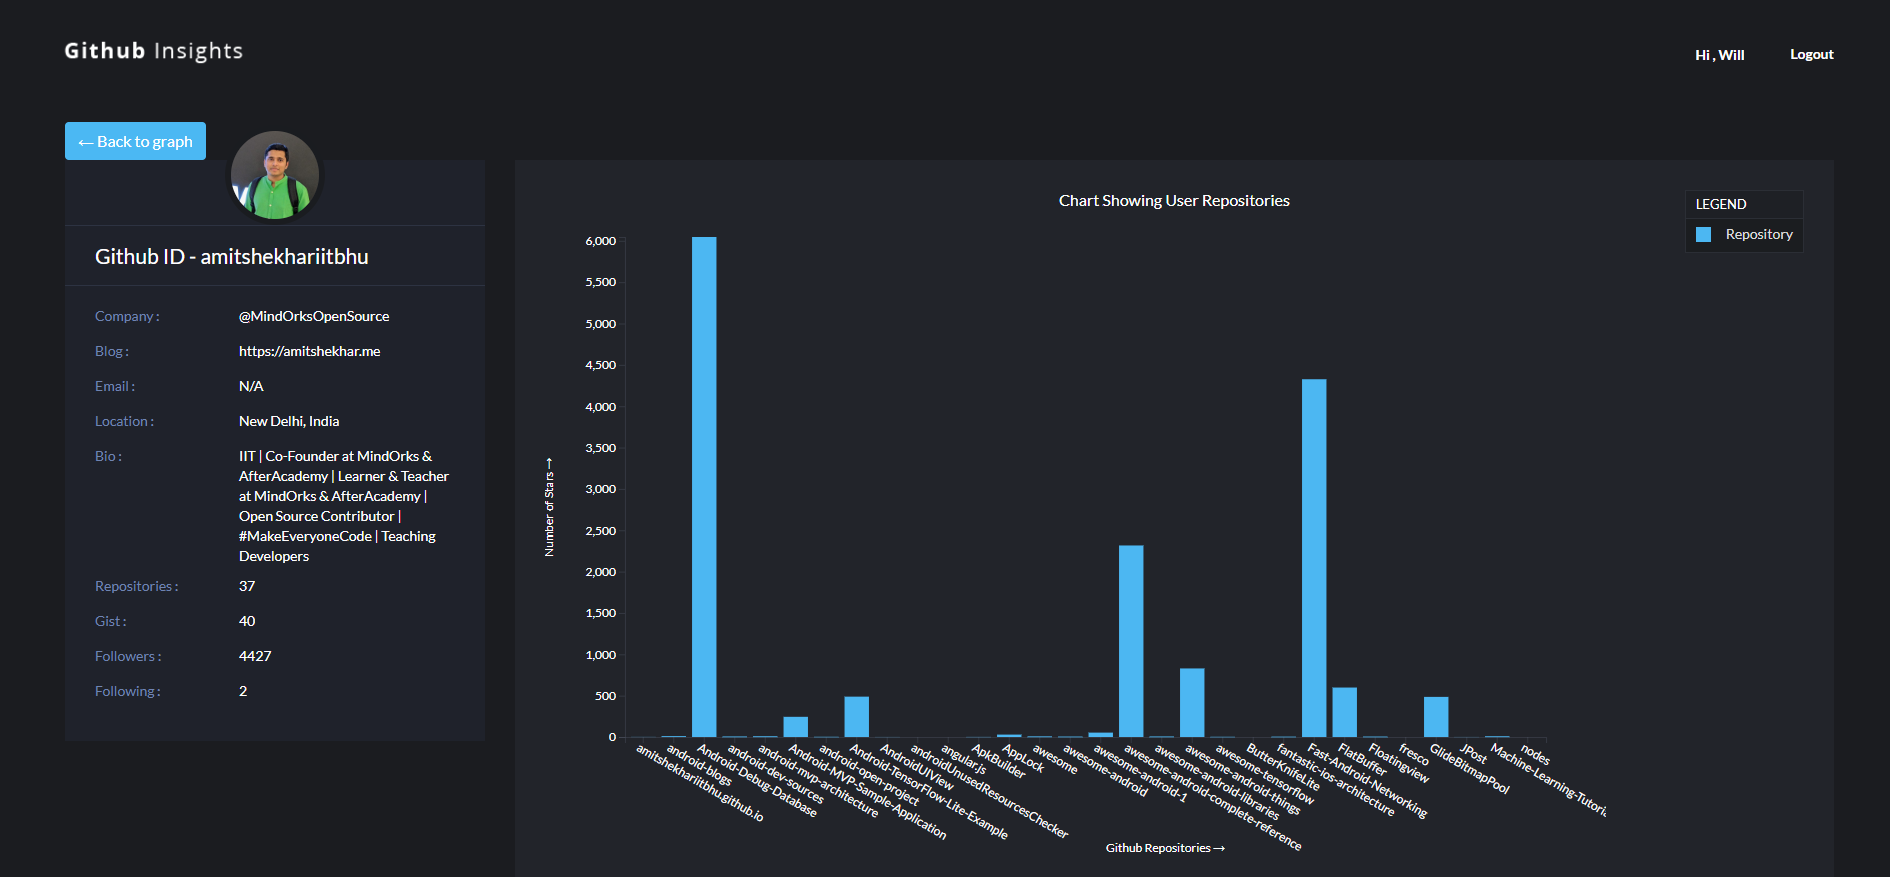 Github Insights
Hi , Will
Logout
← Back to graph
Github ID - amitshekhariitbhu
Company :
@MindOrksOpenSource
Blog :
https://amitshekhar.me
Email :
N/A
Location :
New Delhi, India
Bio :
IIT | Co-Founder at MindOrks &
AfterAcademy | Learner & Teacher
at MindOrks & AfterAcademy |
Open Source Contributor |
#MakeEveryoneCode | Teaching
Developers
Repositories :
37
Gist :
40
Followers :
4427
Following :
2
Chart Showing User Repositories
LEGEND
Repository
6,000
5,500
5,000
4,500
4,000
3,500
3,000
2,500
2,000
1,500
1,000
500
0
Number of Stars →
amitshekhariitbhu.github.io
android-blogs
Android-Debug-Database
android-dev-sources
android-mvp-architecture
Android-MVP-Sample-Application
android-open-project
Android-TensorFlow-Lite-Example
AndroidUIView
androidUnusedResourcesChecker
angular.js
ApkBuilder
AppLock
awesome
awesome-android
awesome-android-1
awesome-android-complete-reference
awesome-android-libraries
awesome-android-things
awesome-tensorflow
ButterKnifeLite
fantastic-ios-architecture
Fast-Android-Networking
FlatBuffer
Floatingview
fresco
GlideBitmapPool
JPost
Machine-Learning-Tutoria
nodes
Github Repositories →